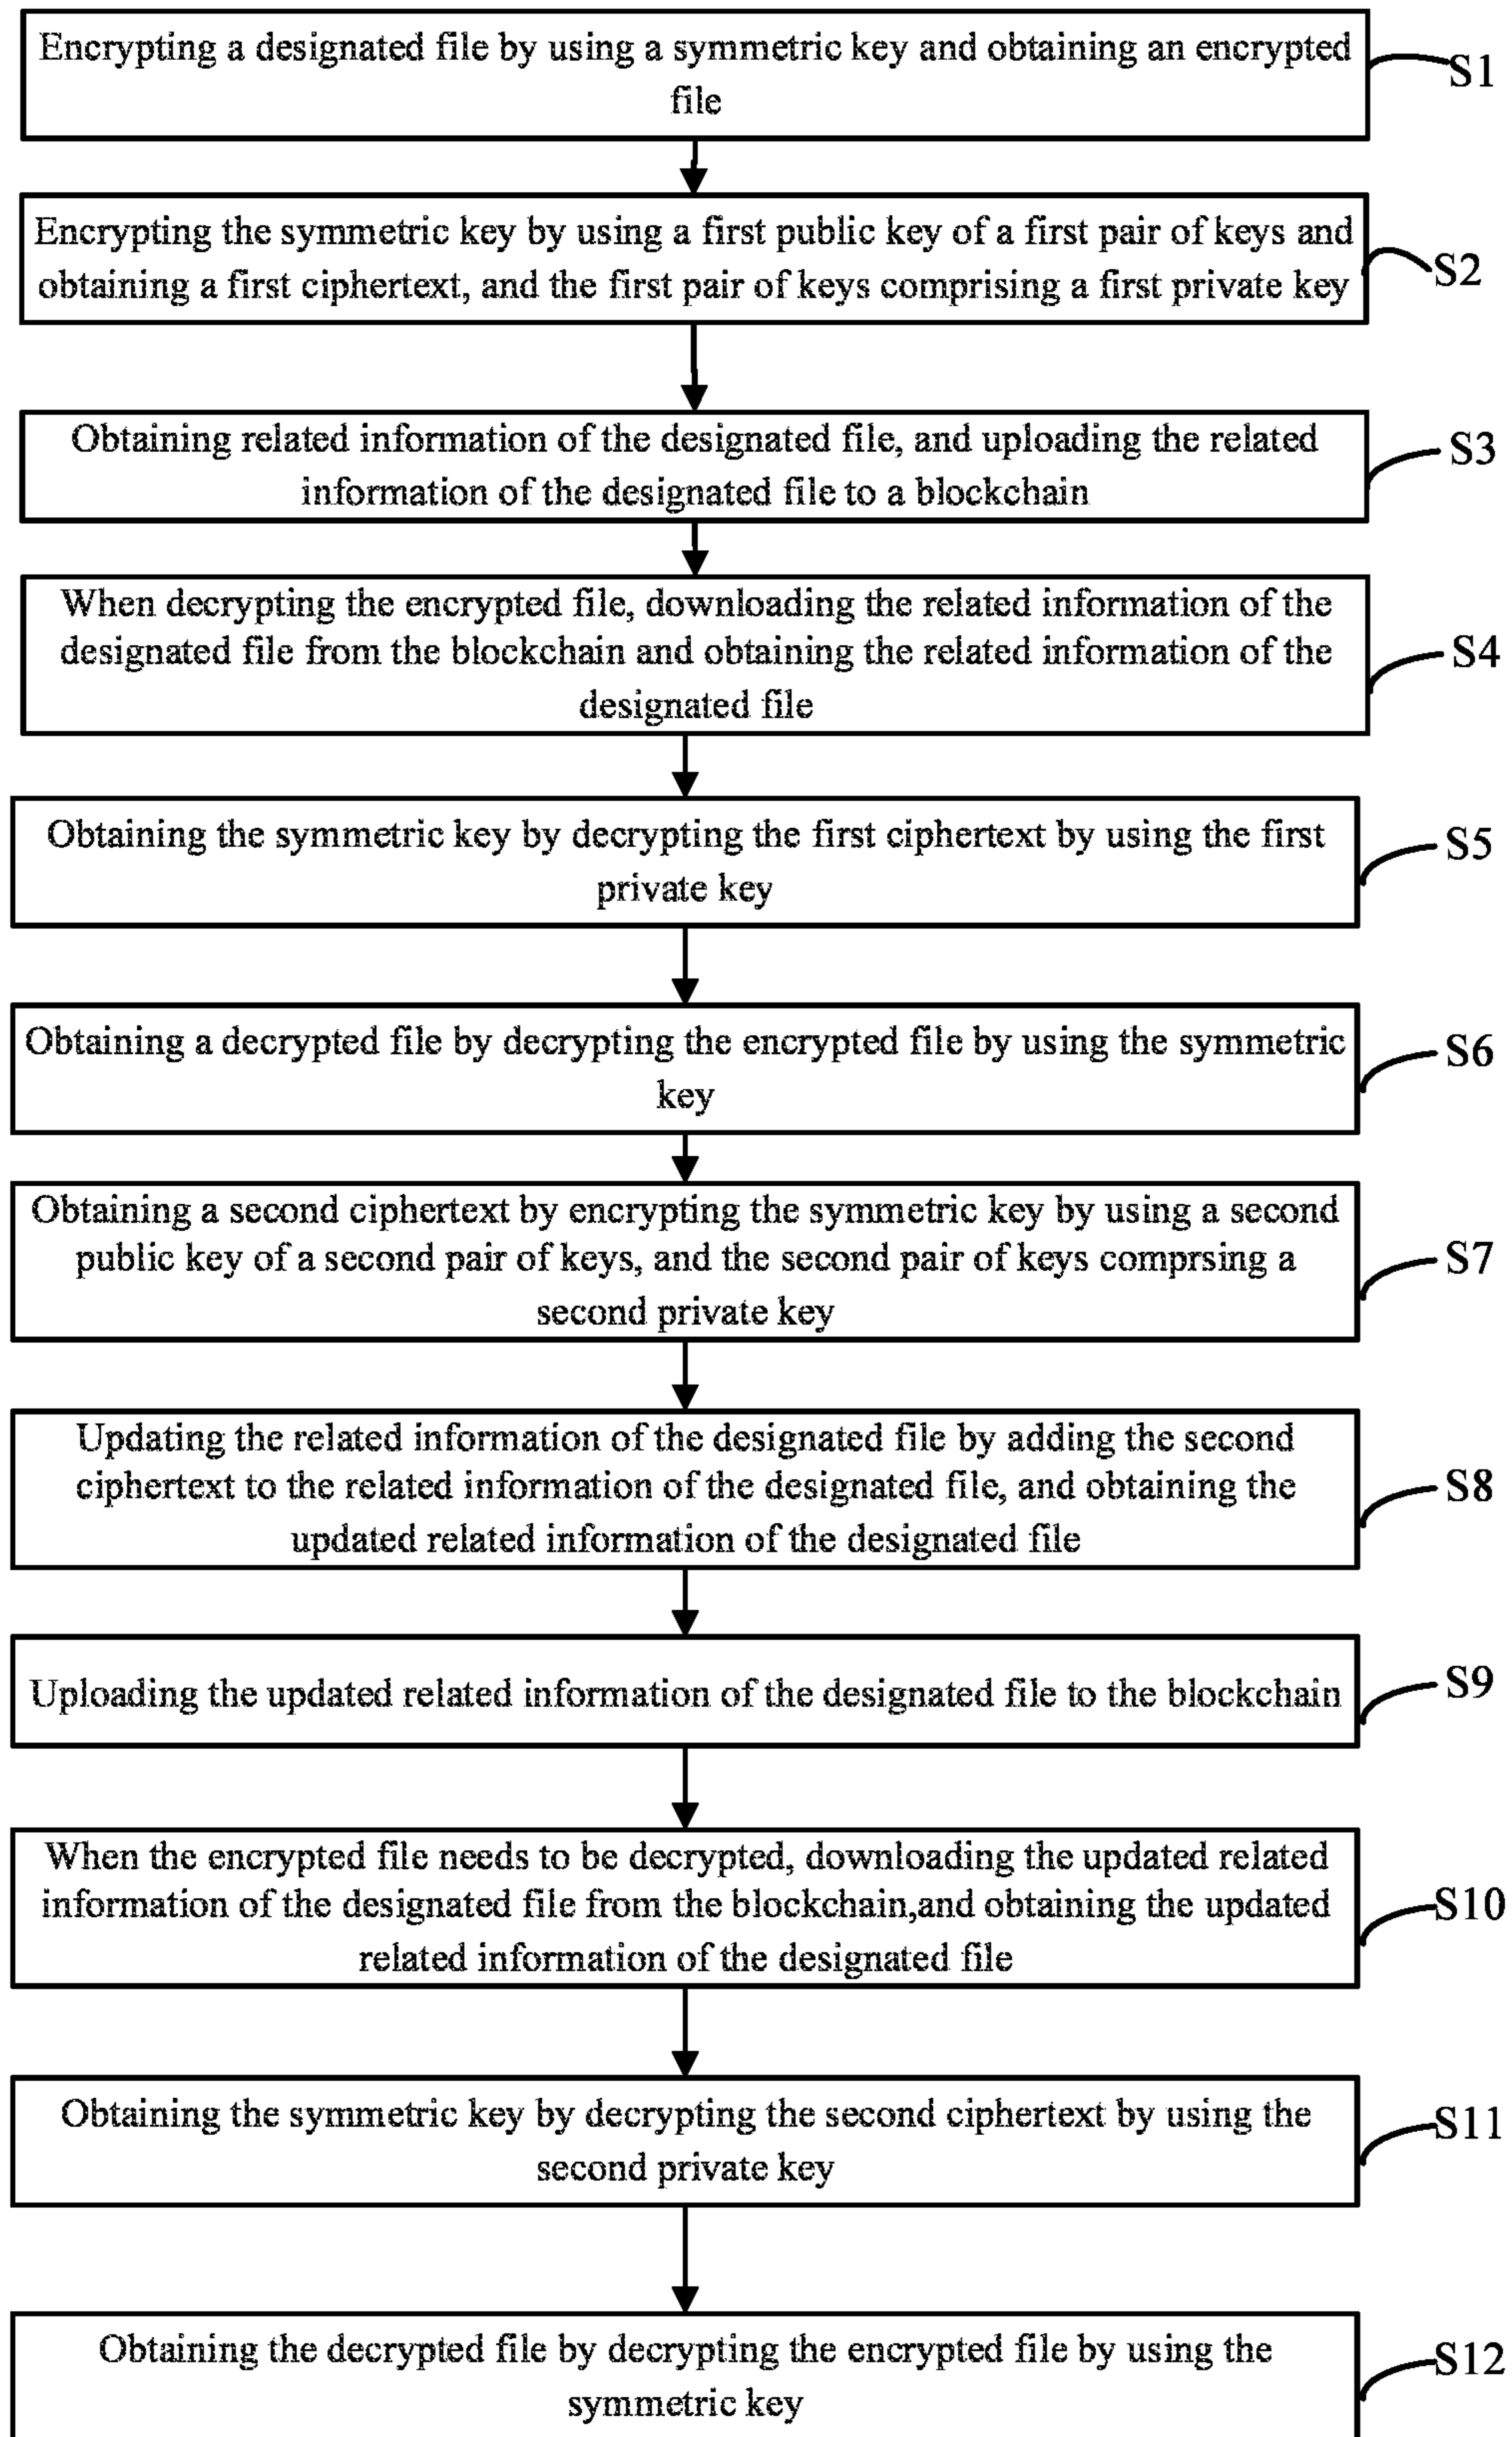 Encrypting a designated file by using a symmetric key and obtaining an encrypted
file
S1
Encrypting the symmetric key by using a first public key of a first pair of keys and
obtaining a first ciphertext, and the first pair of keys comprising a first private key
S2
Obtaining related information of the designated file, and uploading the related
information of the designated file to a blockchain
S3
When decrypting the encrypted file, downloading the related information of the
designated file from the blockchain and obtaining the related information of the
designated file
S4
Obtaining the symmetric key by decrypting the first ciphertext by using the first
private key
S5
Obtaining a decrypted file by decrypting the encrypted file by using the symmetric
key
S6
Obtaining a second ciphertext by encrypting the symmetric key by using a second
public key of a second pair of keys, and the second pair of keys comprsing a
second private key
S7
Updating the related information of the designated file by adding the second
ciphertext to the related information of the designated file, and obtaining the
updated related information of the designated file
S8
Uploading the updated related information of the designated file to the blockchain
S9
When the encrypted file needs to be decrypted, downloading the updated related
information of the designated file from the blockchain,and obtaining the updated
related information of the designated file
S10
Obtaining the symmetric key by decrypting the second ciphertext by using the
second private key
S11
Obtaining the decrypted file by decrypting the encrypted file by using the
symmetric key
S12